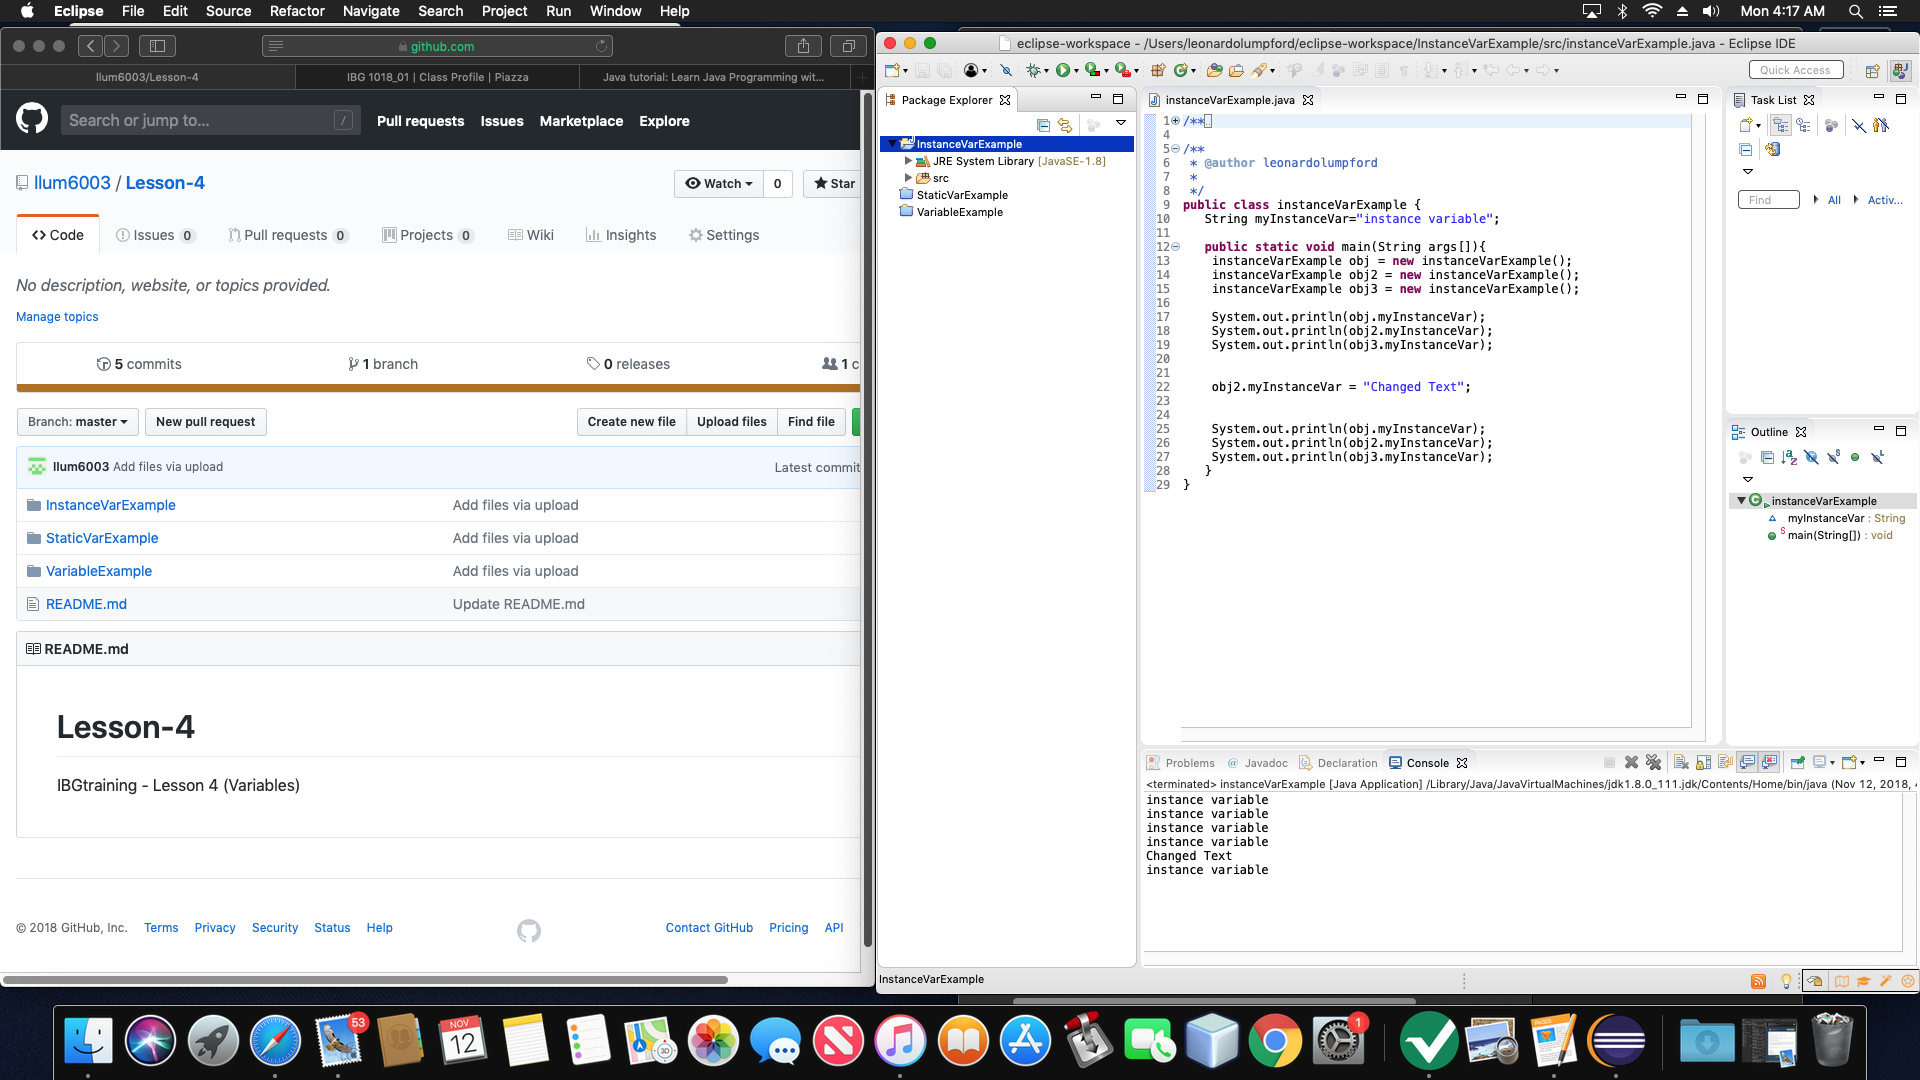 Eclipse File Edit Source Refactor Navigate Search Project Run Window Help Mon 4:17 AM
github.com
llum6003/Lesson-4 IBG 1018_01 | Class Profile | Piazza Java tutorial: Learn Java Programming wit...
Search or jump to... / Pull requests Issues Marketplace Explore
llum6003 / Lesson-4 Watch 0 Star
Code Issues 0 Pull requests 0 Projects 0 Wiki Insights Settings
No description, website, or topics provided.
Manage topics
5 commits 1 branch 0 releases 1 c
Branch: master New pull request Create new file Upload files Find file
llum6003 Add files via upload Latest commit
InstanceVarExample Add files via upload
StaticVarExample Add files via upload
VariableExample Add files via upload
README.md Update README.md
README.md
Lesson-4
IBGtraining - Lesson 4 (Variables)
© 2018 GitHub, Inc. Terms Privacy Security Status Help Contact GitHub Pricing API
eclipse-workspace - /Users/leonardolumpford/eclipse-workspace/InstanceVarExample/src/instanceVarExample.java - Eclipse IDE
Quick Access
Package Explorer
InstanceVarExample
JRE System Library [JavaSE-1.8]
src
StaticVarExample
VariableExample
instanceVarExample.java
1 /**
4
5 /**
6 * @author leonardolumpford
7 *
8 */
9 public class instanceVarExample {
10 String myInstanceVar="instance variable";
11
12 public static void main(String args[]){
13 instanceVarExample obj = new instanceVarExample();
14 instanceVarExample obj2 = new instanceVarExample();
15 instanceVarExample obj3 = new instanceVarExample();
16
17 System.out.println(obj.myInstanceVar);
18 System.out.println(obj2.myInstanceVar);
19 System.out.println(obj3.myInstanceVar);
20
21
22 obj2.myInstanceVar = "Changed Text";
23
24
25 System.out.println(obj.myInstanceVar);
26 System.out.println(obj2.myInstanceVar);
27 System.out.println(obj3.myInstanceVar);
28 }
29 }
Task List
Find All Activ...
Outline
instanceVarExample
myInstanceVar : String
main(String[]) : void
Problems @ Javadoc Declaration Console
<terminated> instanceVarExample [Java Application] /Library/Java/JavaVirtualMachines/jdk1.8.0_111.jdk/Contents/Home/bin/java (Nov 12, 2018,
instance variable
instance variable
instance variable
instance variable
Changed Text
instance variable
InstanceVarExample
53
NOV
12
3D
1
PAGES